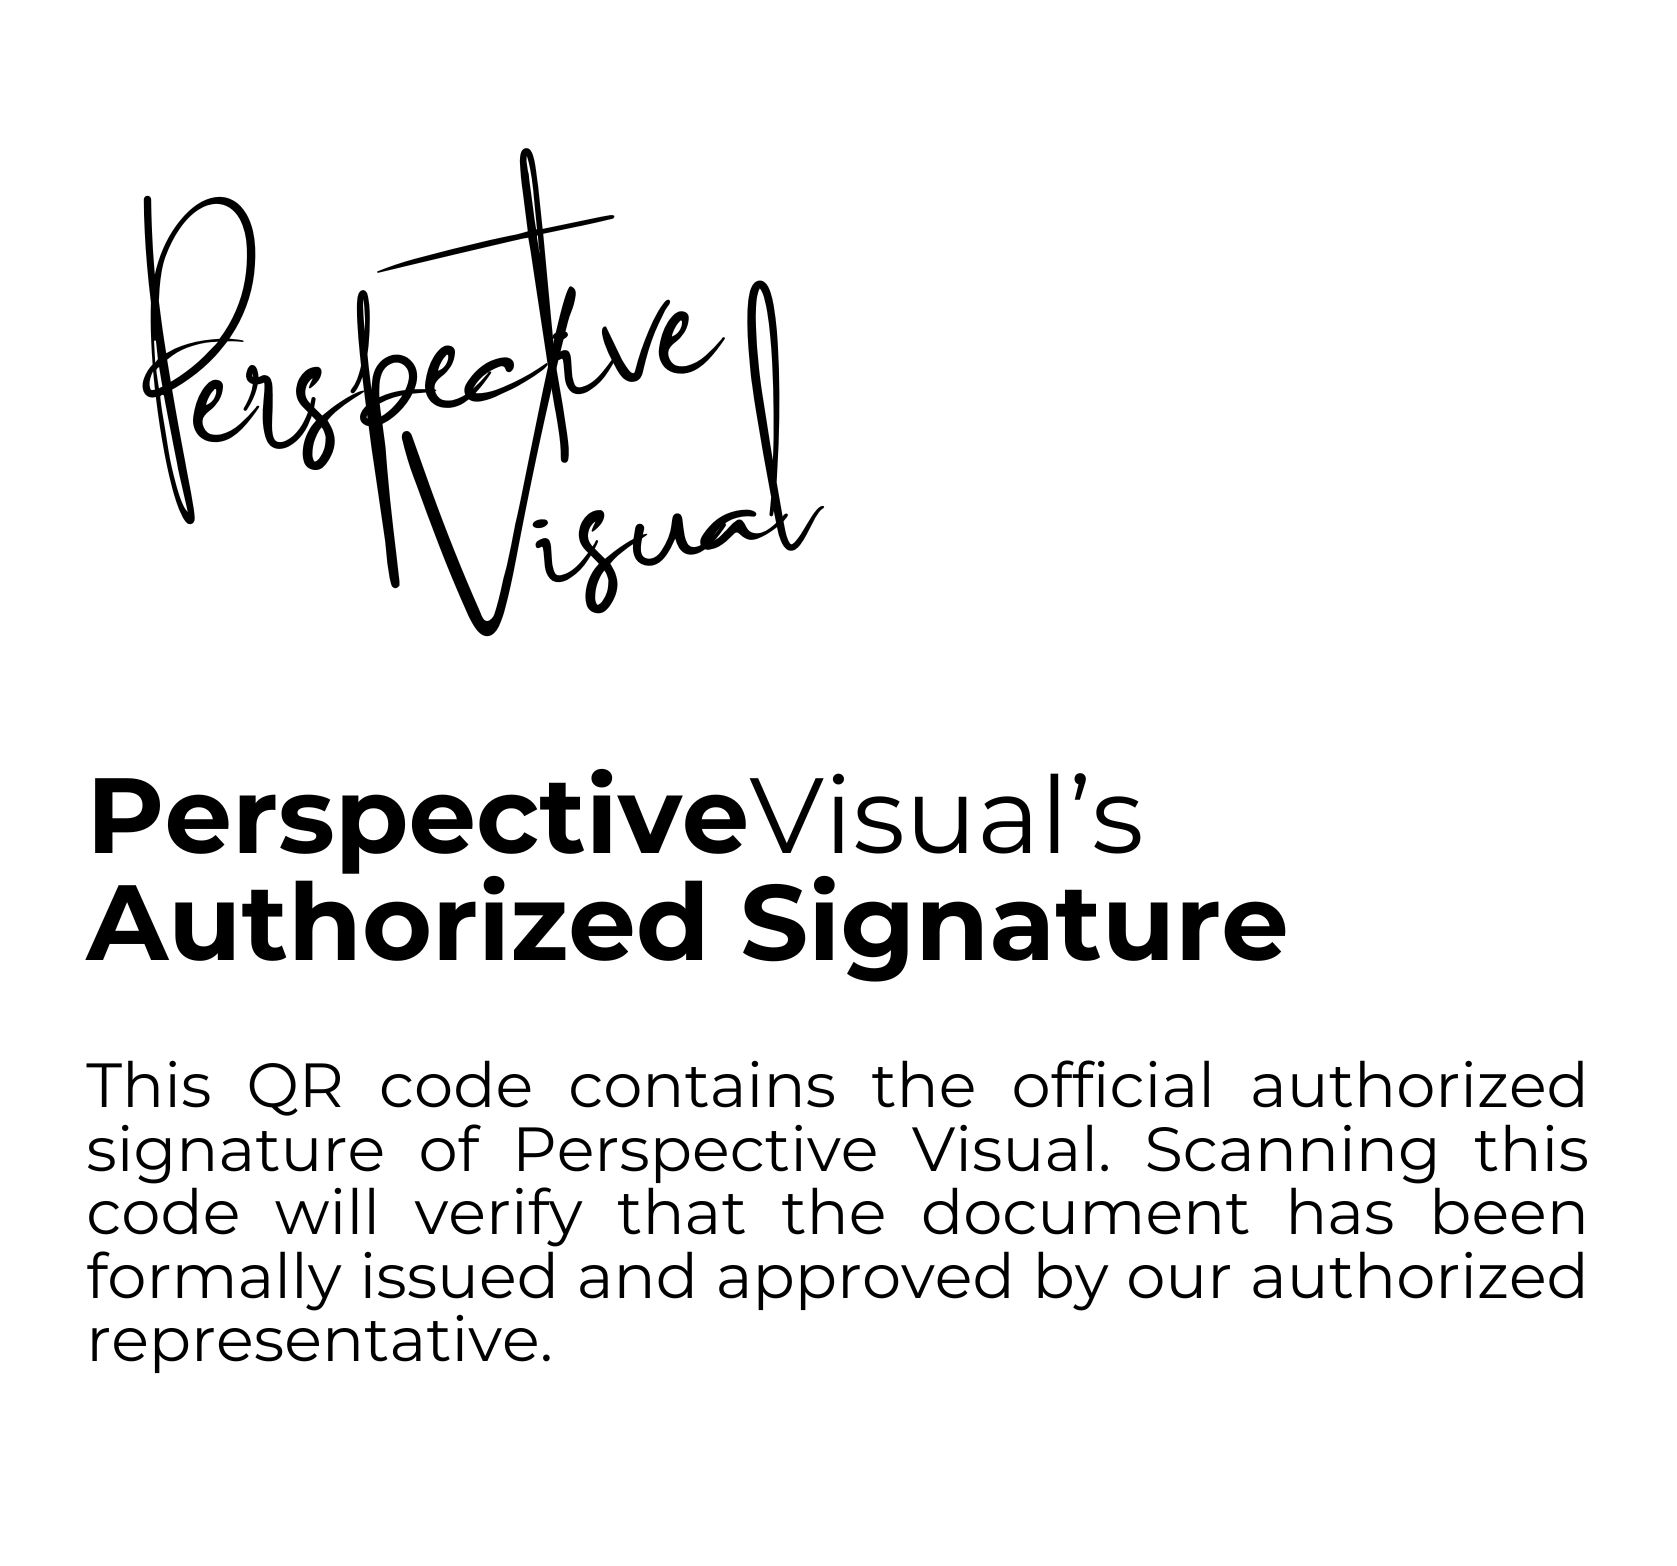 Perspective
Visual
PerspectiveVisual’s
Authorized Signature
This QR code contains the official authorized
signature of Perspective Visual. Scanning this
code will verify that the document has been
formally issued and approved by our authorized
representative.